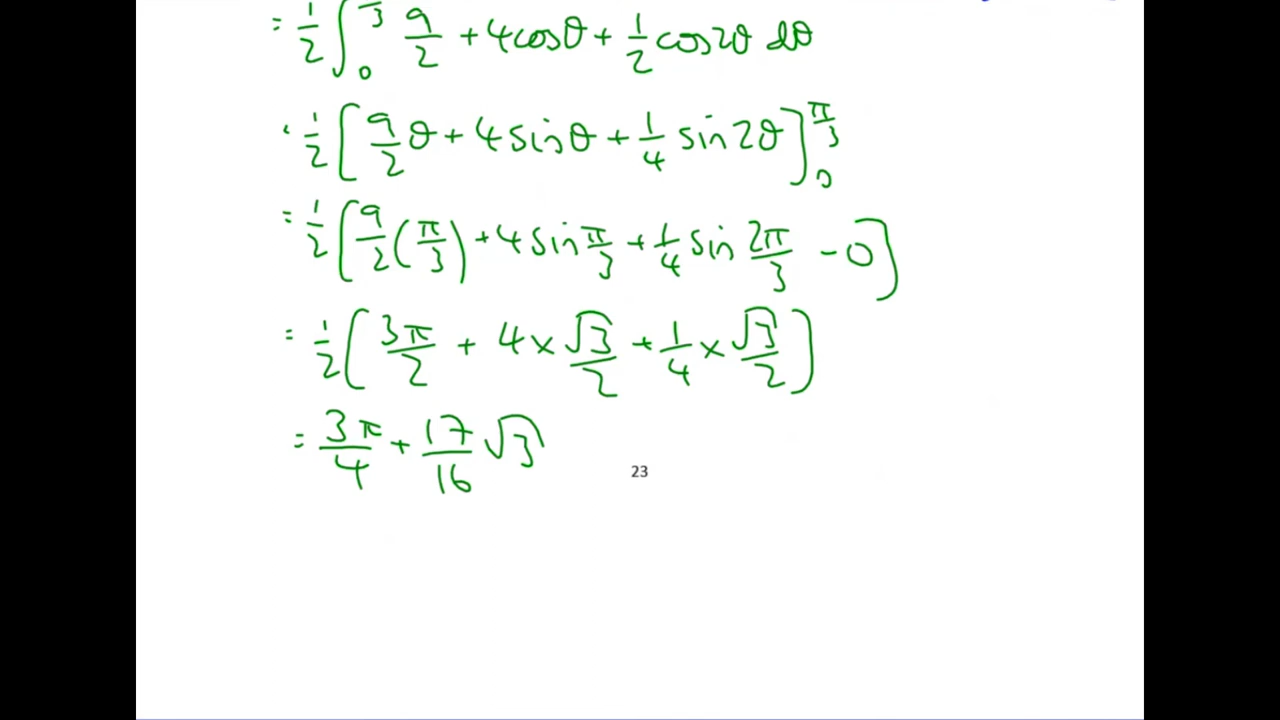 = 1/2 ∫₀^(π/3) 9/2 + 4cosθ + 1/2 cos2θ dθ
= 1/2 [9/2 θ + 4sinθ + 1/4 sin2θ]₀^(π/3)
= 1/2 [9/2 (π/3) + 4sin π/3 + 1/4 sin 2π/3 - 0]
= 1/2 (3π/2 + 4 × √3/2 + 1/4 × √3/2)
= 3π/4 + 17/16 √3
23